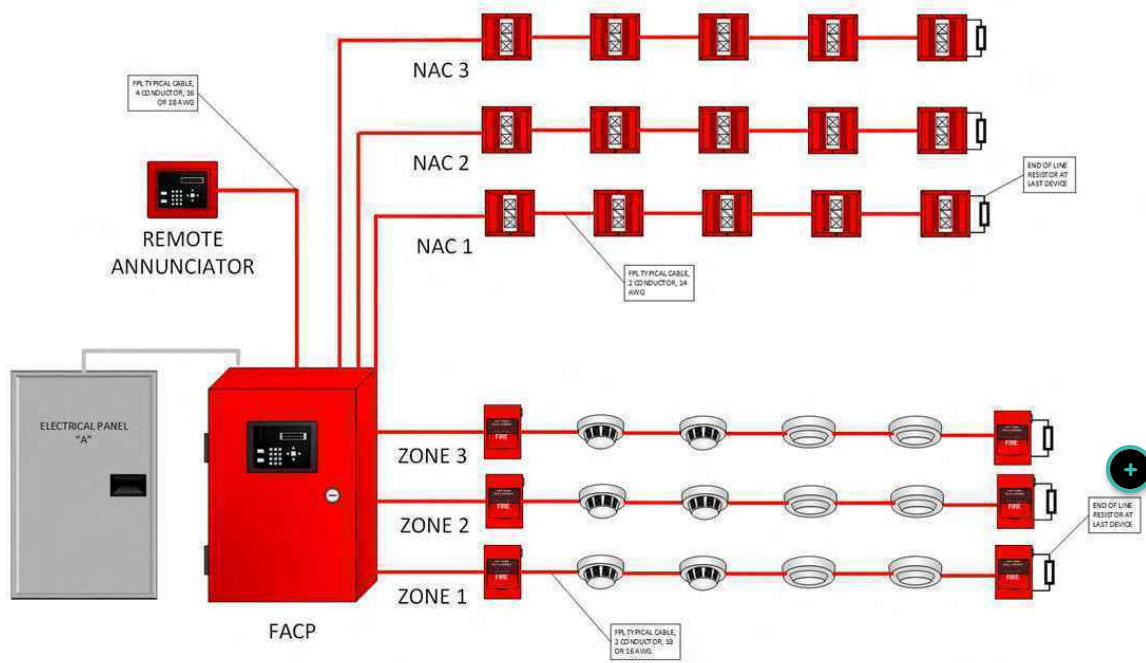 NAC 3
FPL TYPICAL CABLE,
4 CONDUCTOR, 16
OR 18 AWG
NAC 2
END OF LINE
RESISTOR AT
LAST DEVICE
NAC 1
REMOTE
ANNUNCIATOR
FPL TYPICAL CABLE,
2 CONDUCTOR, 14
AWG
ELECTRICAL PANEL
"A"
ZONE 3
FIRE
FIRE
ZONE 2
FIRE
FIRE
END OF LINE
RESISTOR AT
LAST DEVICE
ZONE 1
FIRE
FIRE
FACP
FPL TYPICAL CABLE,
2 CONDUCTOR, 18
OR 16 AWG.